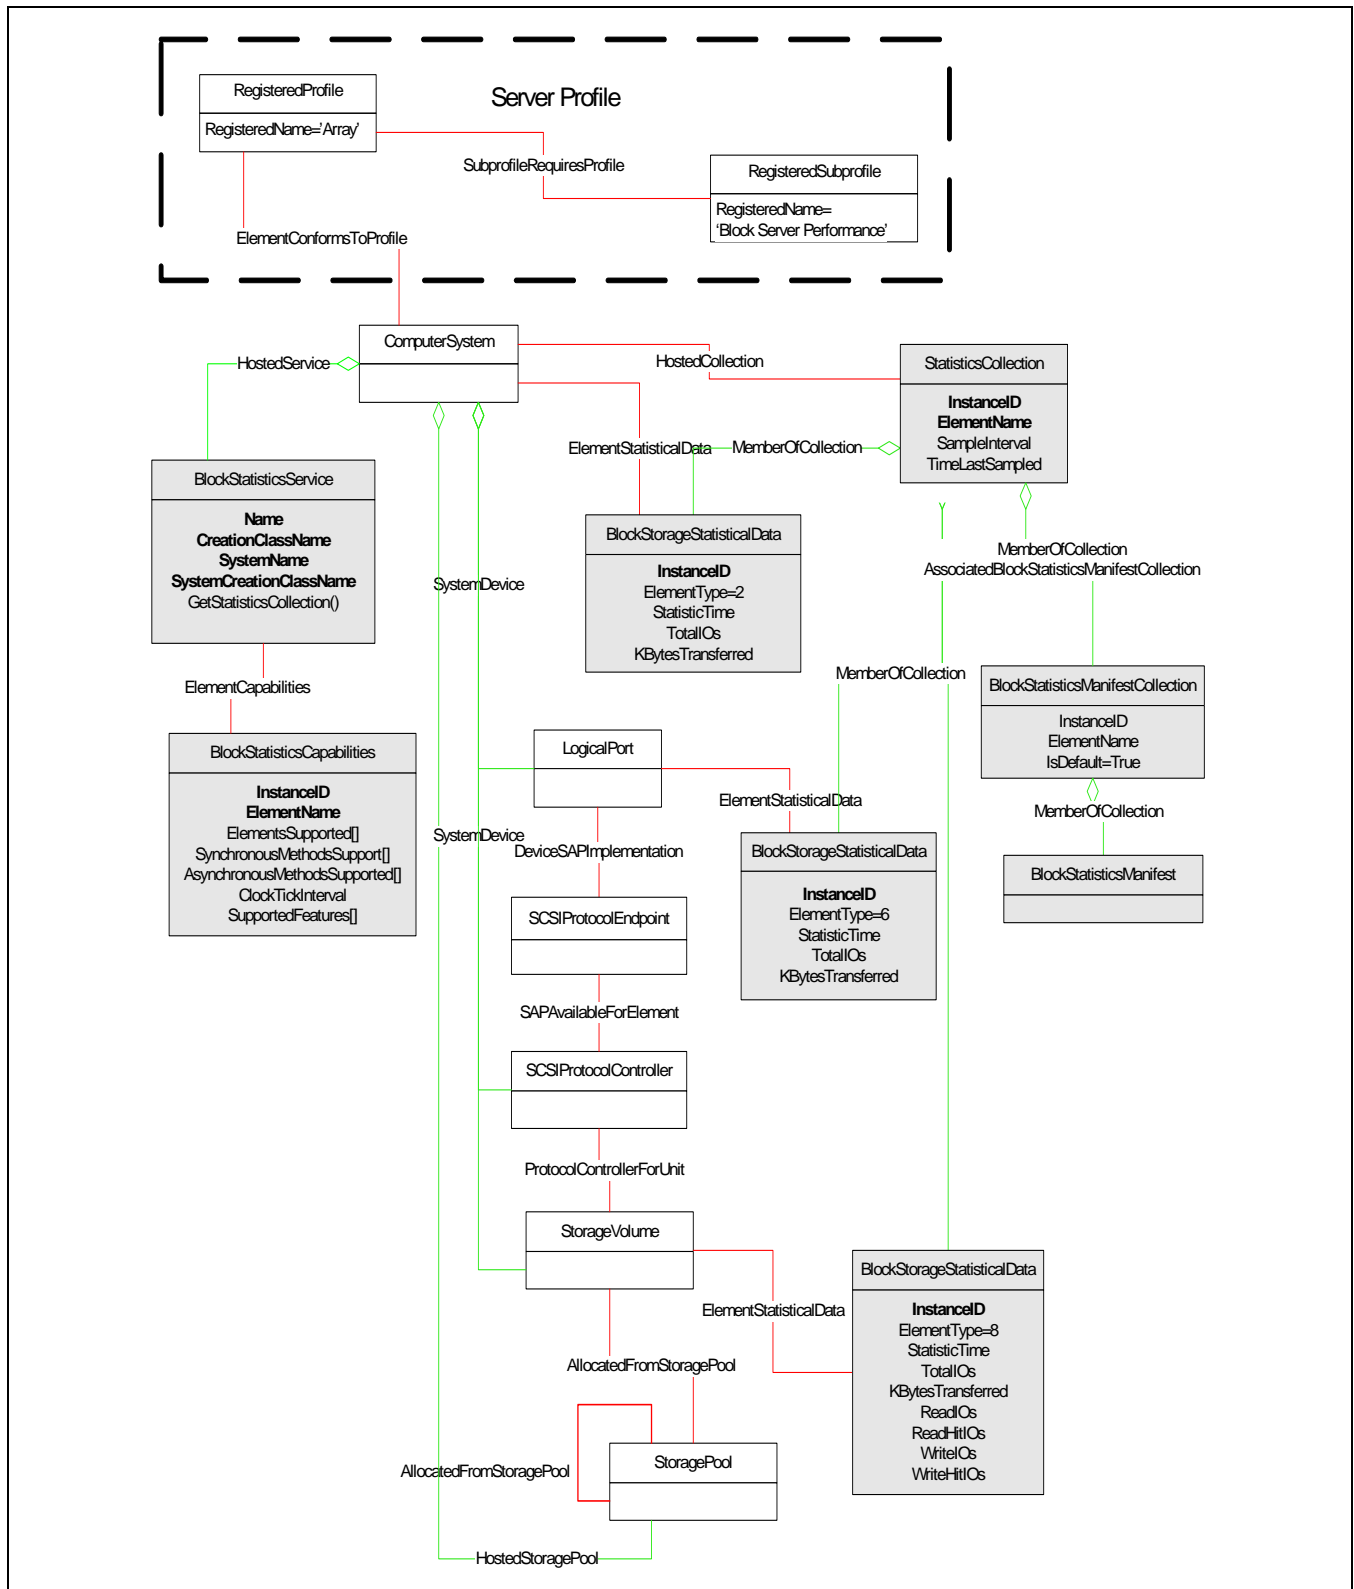 RegisteredProfile
RegisteredName='Array'
Server Profile
SubprofileRequiresProfile
RegisteredSubprofile
RegisteredName=
'Block Server Performance'
ElementConformsToProfile
ComputerSystem
HostedService
HostedCollection
StatisticsCollection
InstanceID
ElementName
SampleInterval
TimeLastSampled
ElementStatisticalData
MemberOfCollection
BlockStatisticsService
Name
CreationClassName
SystemName
SystemCreationClassName
GetStatisticsCollection()
BlockStorageStatisticalData
InstanceID
ElementType=2
StatisticTime
TotalIOs
KBytesTransferred
SystemDevice
MemberOfCollection
AssociatedBlockStatisticsManifestCollection
ElementCapabilities
MemberOfCollection
BlockStatisticsManifestCollection
InstanceID
ElementName
IsDefault=True
BlockStatisticsCapabilities
InstanceID
ElementName
ElementsSupported[]
SynchronousMethodsSupport[]
AsynchronousMethodsSupported[]
ClockTickInterval
SupportedFeatures[]
LogicalPort
ElementStatisticalData
MemberOfCollection
SystemDevice
DeviceSAPImplementation
BlockStorageStatisticalData
InstanceID
ElementType=6
StatisticTime
TotalIOs
KBytesTransferred
BlockStatisticsManifest
SCSIProtocolEndpoint
SAPAvailableForElement
SCSIProtocolController
ProtocolControllerForUnit
StorageVolume
ElementStatisticalData
BlockStorageStatisticalData
InstanceID
ElementType=8
StatisticTime
TotalIOs
KBytesTransferred
ReadIOs
ReadHitIOs
WriteIOs
WriteHitIOs
AllocatedFromStoragePool
AllocatedFromStoragePool
StoragePool
HostedStoragePool